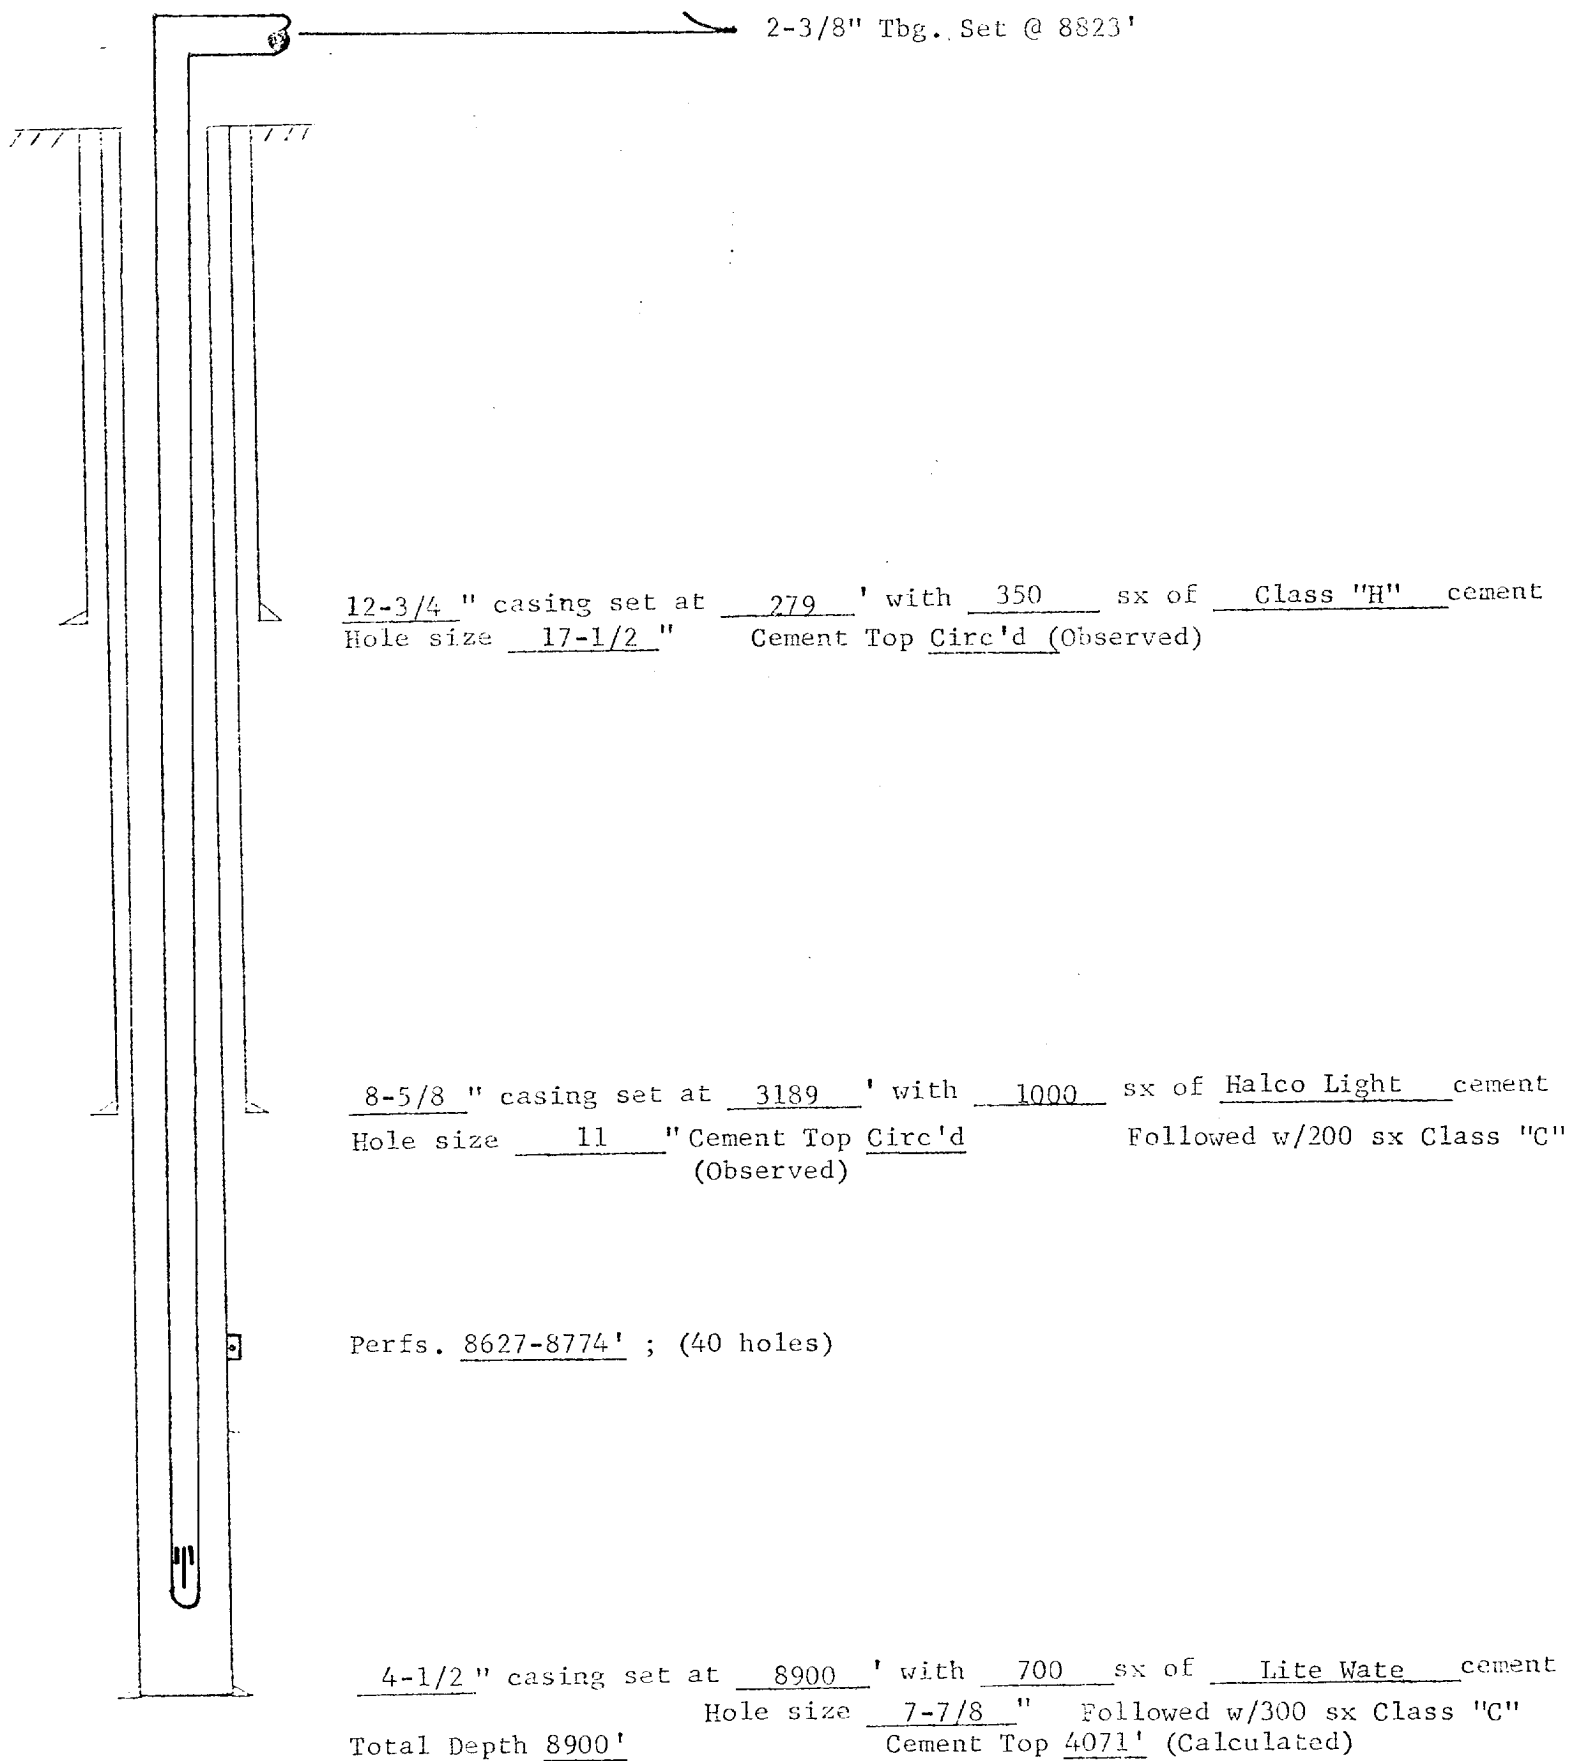 2-3/8" Tbg. Set @ 8823'
12-3/4 " casing set at 279 ' with 350 sx of Class "H" cement
Hole size 17-1/2 " Cement Top Circ'd (Observed)
8-5/8 " casing set at 3189 ' with 1000 sx of Halco Light cement
Hole size 11 " Cement Top Circ'd Followed w/200 sx Class "C"
(Observed)
Perfs. 8627-8774' ; (40 holes)
4-1/2 " casing set at 8900 ' with 700 sx of Lite Wate cement
Hole size 7-7/8 " Followed w/300 sx Class "C"
Total Depth 8900' Cement Top 4071' (Calculated)